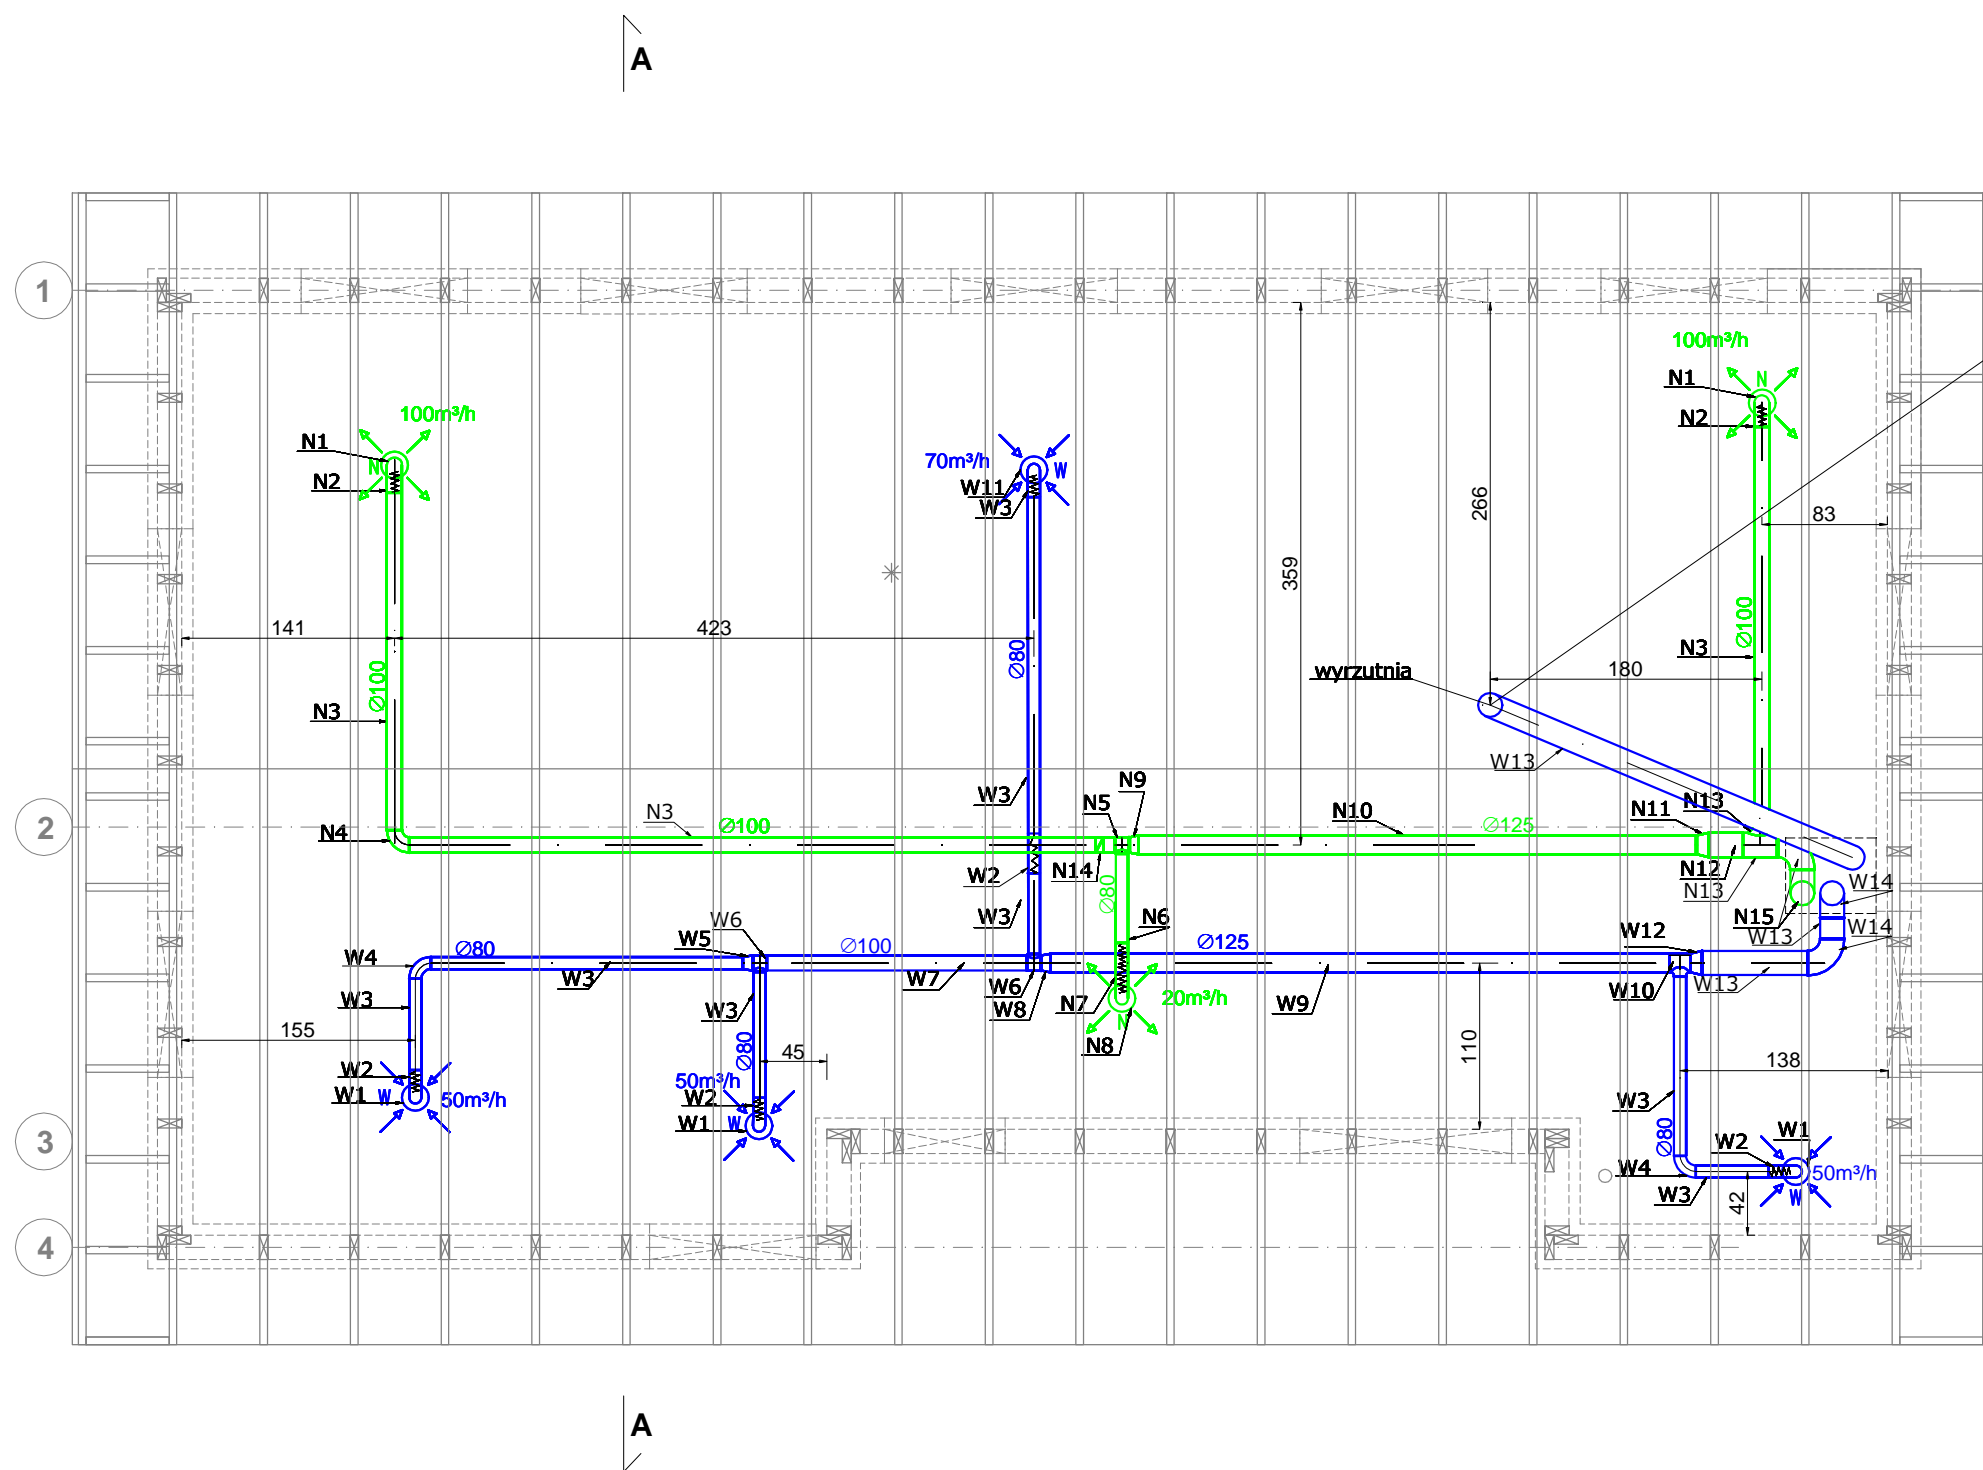 A
1
100m³/h
N1
N
N2
100m³/h
N1
N
N2
70m³/h
W
W11
W3
266
83
359
141
423
Ø100
Ø80
Ø100
N3
180
wyrzutnia
N3
W13
N9
W3
N5
N13
N11
N10
2
N4
N3
Ø100
Ø125
W2
N14
N12
N13
W14
Ø80
W3
N6
N15
W6
W12
W13
W14
W5
Ø80
Ø100
Ø125
W4
W3
W7
W6
W10
W13
W3
W3
W8
N7
20m³/h
W9
N
N8
155
45
110
138
Ø80
W2
50m³/h
W1
W
50m³/h
W2
W1
W
W3
3
Ø80
W1
W2
W4
50m³/h
W3
W
42
4
A